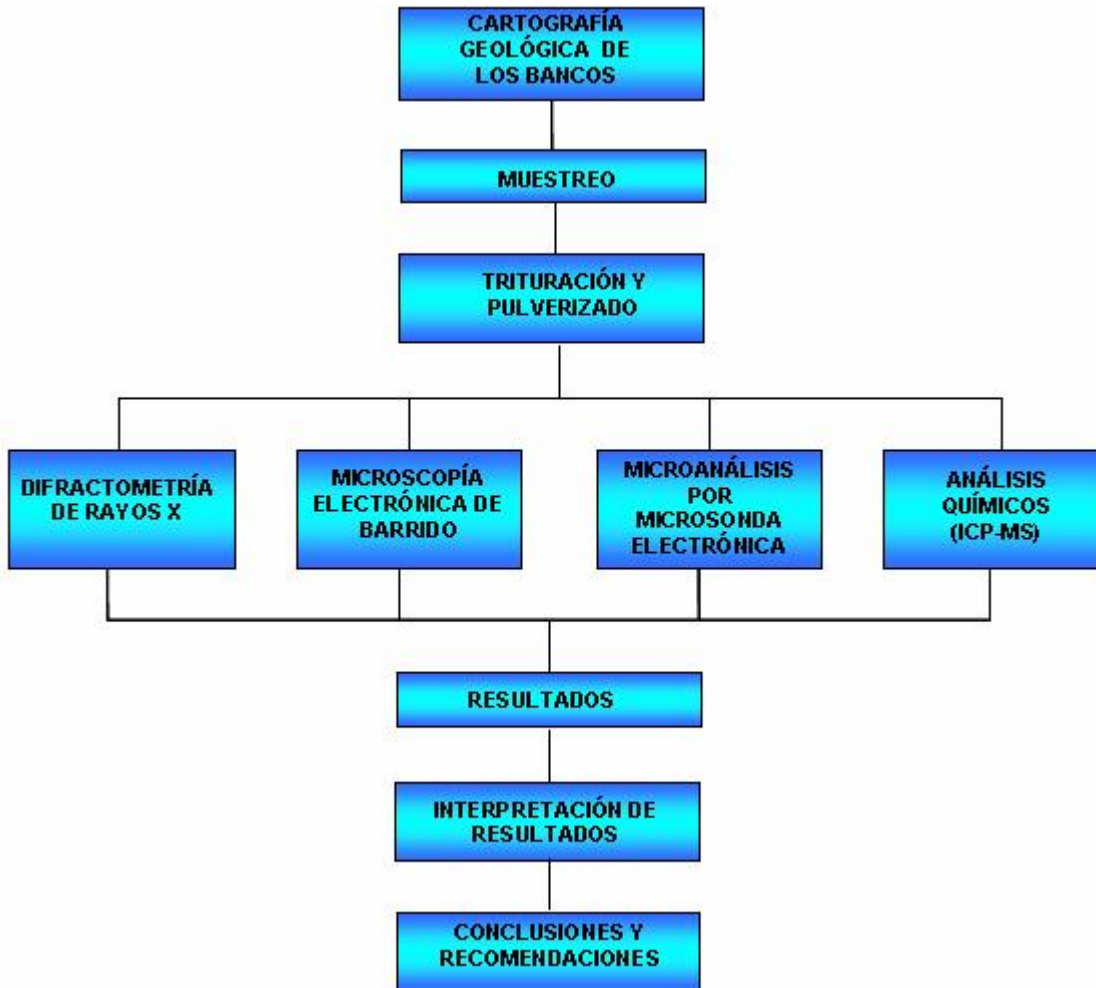 CARTOGRAFÍA
GEOLÓGICA DE
LOS BANCOS
MUESTREO
TRITURACIÓN Y
PULVERIZADO
DIFRACTOMETRÍA
DE RAYOS X
MICROSCOPÍA
ELECTRÓNICA DE
BARRIDO
MICROANÁLISIS
POR
MICROSONDA
ELECTRÓNICA
ANÁLISIS
QUÍMICOS
(ICP-MS)
RESULTADOS
INTERPRETACIÓN DE
RESULTADOS
CONCLUSIONES Y
RECOMENDACIONES